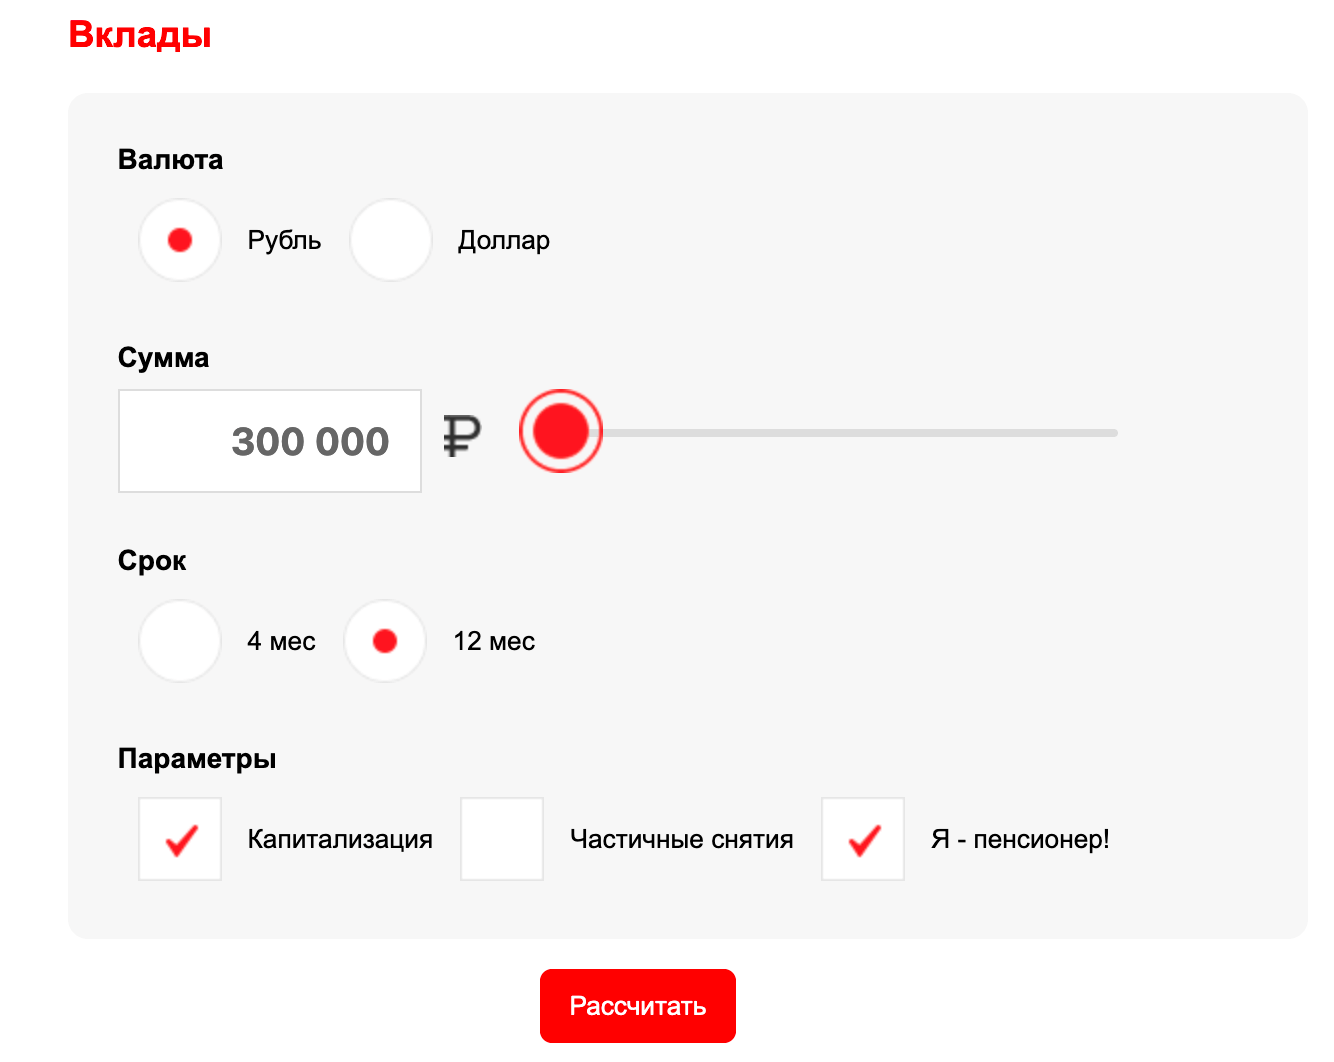 Вклады
Валюта
Рубль Доллар
Сумма
300 000 ₽
Срок
4 мес 12 мес
Параметры
Капитализация Частичные снятия Я - пенсионер!
Рассчитать